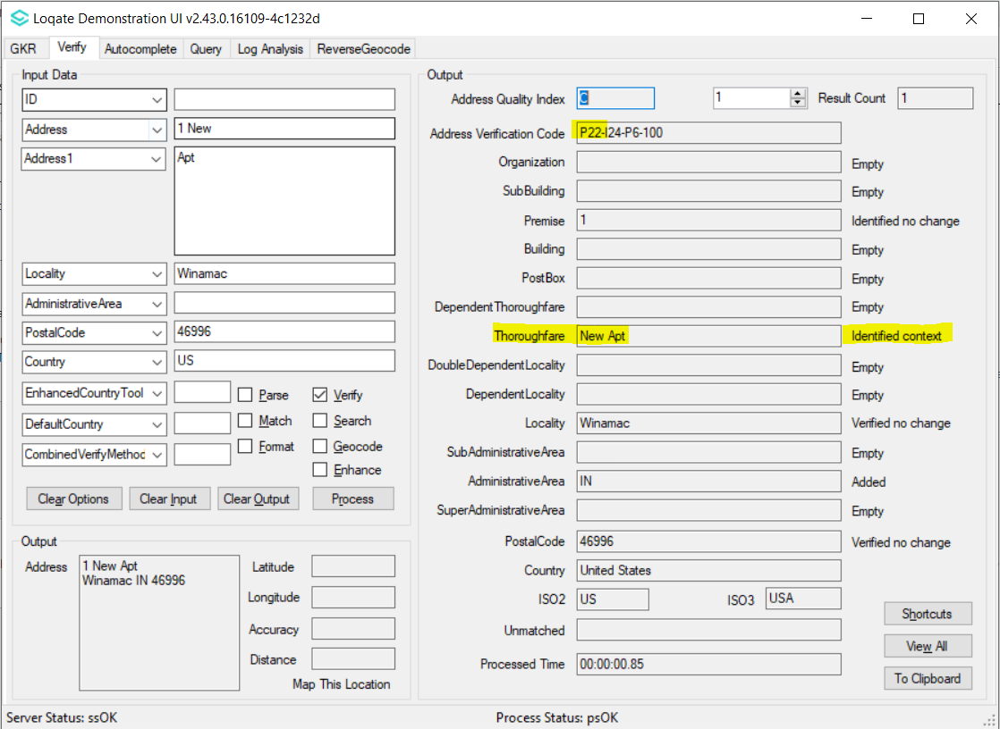 Loqate Demonstration UI v2.43.0.16109-4c1232d
GKR Verify Autocomplete Query Log Analysis ReverseGeocode
Input Data
ID
Address 1 New
Address1 Apt
Locality Winamac
AdministrativeArea
PostalCode 46996
Country US
EnhancedCountryTool Parse Verify
DefaultCountry Match Search
CombinedVerifyMethod Format Geocode
Enhance
Clear Options Clear Input Clear Output Process
Output
Address 1 New Apt
Winamac IN 46996
Latitude
Longitude
Accuracy
Distance
Map This Location
Output
Address Quality Index C 1 Result Count 1
Address Verification Code P22-I24-P6-100
Organization Empty
SubBuilding Empty
Premise 1 Identified no change
Building Empty
PostBox Empty
DependentThoroughfare Empty
Thoroughfare New Apt Identified context
DoubleDependentLocality Empty
DependentLocality Empty
Locality Winamac Verified no change
SubAdministrativeArea Empty
AdministrativeArea IN Added
SuperAdministrativeArea Empty
PostalCode 46996 Verified no change
Country United States
ISO2 US ISO3 USA
Unmatched
Processed Time 00:00:00.85
Shortcuts
View All
To Clipboard
Server Status: ssOK Process Status: psOK